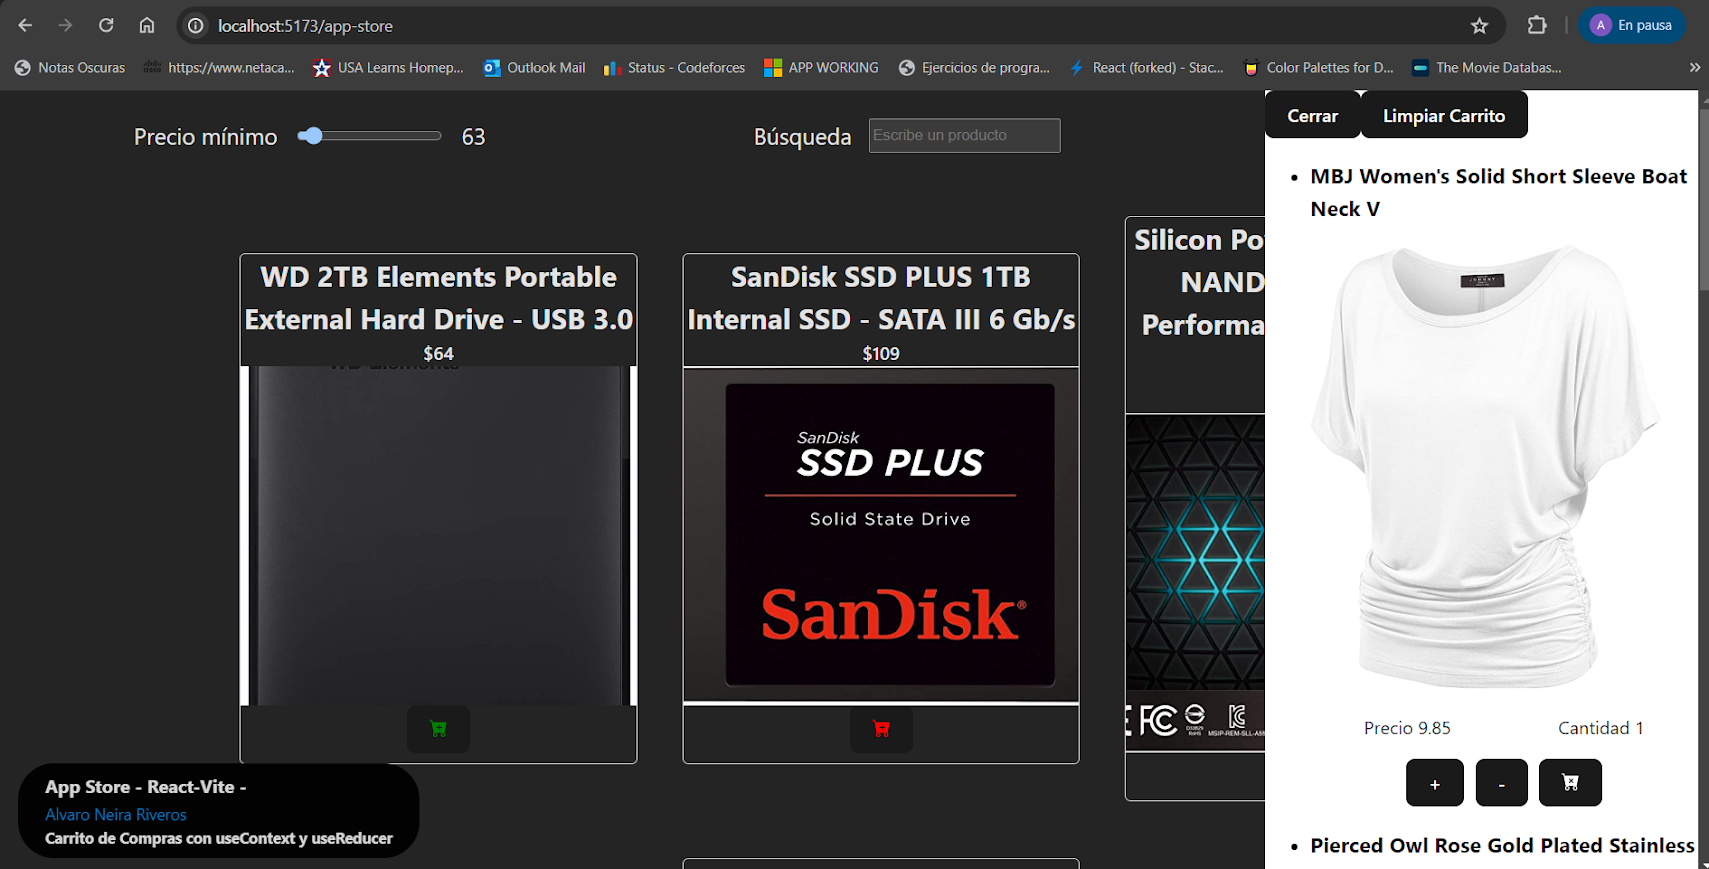 localhost:5173/app-store
A En pausa
Notas Oscuras
https://www.netaca...
USA Learns Homep...
Outlook Mail
Status - Codeforces
APP WORKING
Ejercicios de progra...
React (forked) - Stac...
Color Palettes for D...
The Movie Databas...
»
Precio mínimo 63
Búsqueda Escribe un producto
WD 2TB Elements Portable
External Hard Drive - USB 3.0
$64
WD Elements
SanDisk SSD PLUS 1TB
Internal SSD - SATA III 6 Gb/s
$109
SanDisk
SSD PLUS
Solid State Drive
SanDisk®
Silicon Po
NAND
Performa
FC
Cerrar
Limpiar Carrito
• MBJ Women's Solid Short Sleeve Boat
Neck V
Precio 9.85
Cantidad 1
+
-
• Pierced Owl Rose Gold Plated Stainless
App Store - React-Vite -
Alvaro Neira Riveros
Carrito de Compras con useContext y useReducer